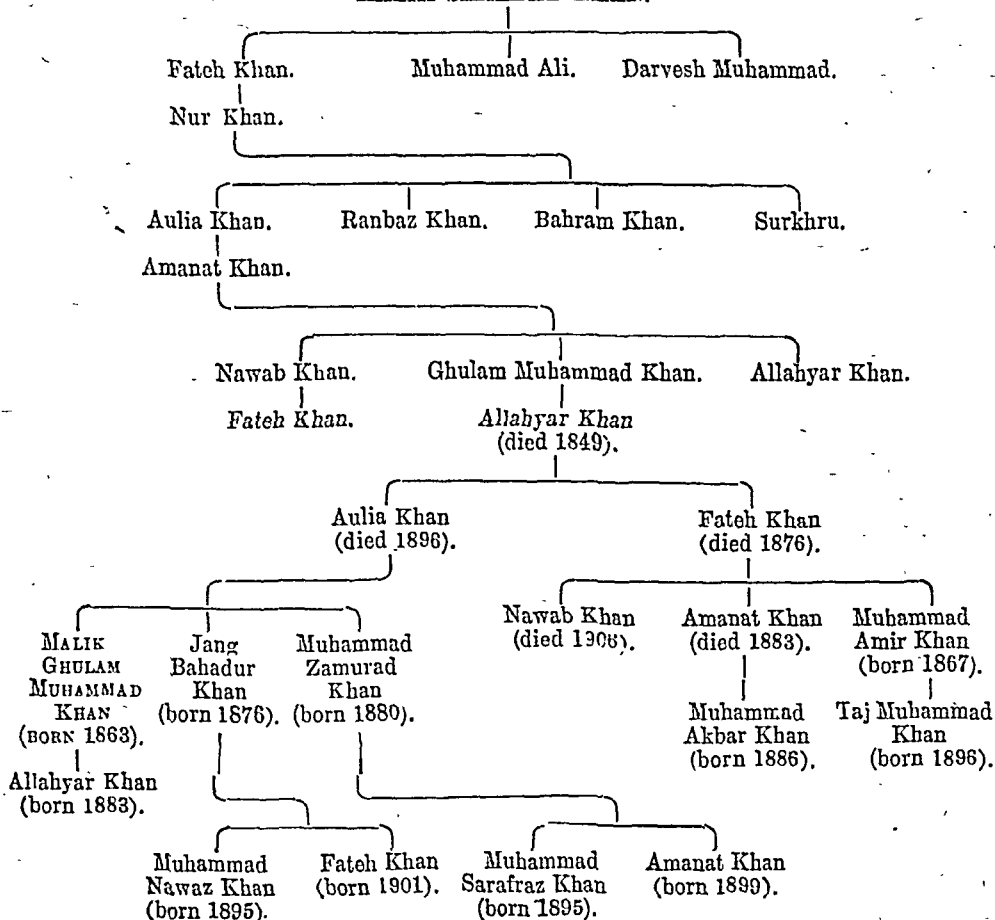 Fateh Khan. Muhammad Ali. Darvesh Muhammad.
Nur Khan.
Aulia Khan. Ranbaz Khan. Bahram Khan. Surkhru.
Amanat Khan.
Nawab Khan. Ghulam Muhammad Khan. Allahyar Khan.
Fateh Khan. Allahyar Khan
(died 1849).
Aulia Khan Fateh Khan
(died 1896). (died 1876).
Nawab Khan Amanat Khan Muhammad
(died 1906). (died 1883). Amir Khan
(born 1867).
MALIK Jang Muhammad
GHULAM Bahadur Zamurad
MUHAMMAD Khan Khan
KHAN (born 1876). (born 1880).
(BORN 1863).
Muhammad Taj Muhammad
Akbar Khan Khan
(born 1886). (born 1896).
Allahyar Khan
(born 1883).
Muhammad Fateh Khan Muhammad Amanat Khan
Nawaz Khan (born 1901). Sarafraz Khan (born 1899).
(born 1895). (born 1895).